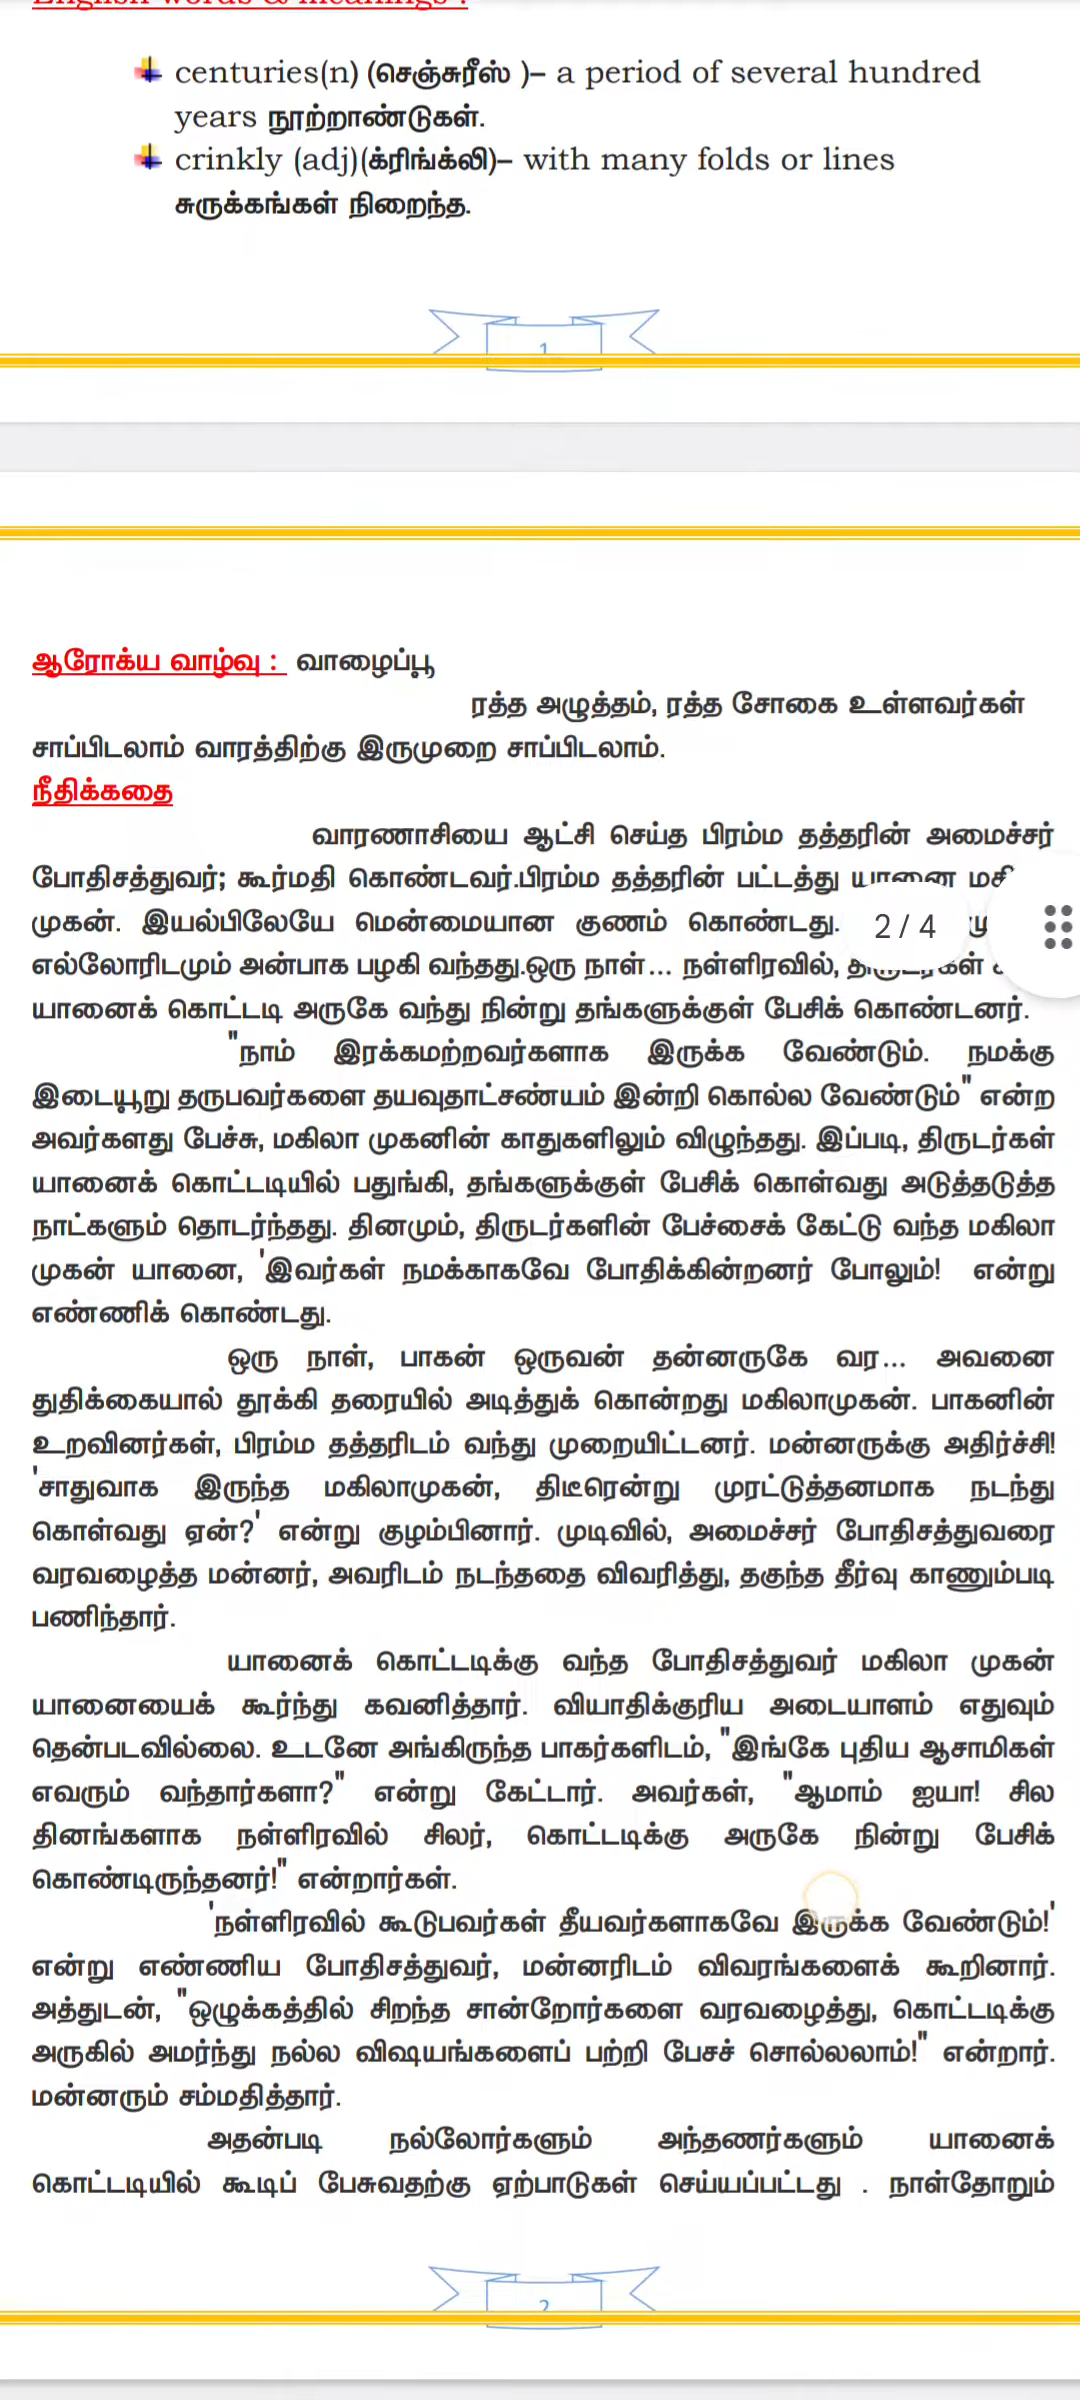 English words & meanings :
centuries(n) (செஞ்சுரீஸ் )– a period of several hundred
years நூற்றாண்டுகள்.
crinkly (adj)(க்ரிங்க்லி)– with many folds or lines
சுருக்கங்கள் நிறைந்த.
1
ஆரோக்ய வாழ்வு : வாழைப்பூ
ரத்த அழுத்தம், ரத்த சோகை உள்ளவர்கள்
சாப்பிடலாம் வாரத்திற்கு இருமுறை சாப்பிடலாம்.
நீதிக்கதை
வாரணாசியை ஆட்சி செய்த பிரம்ம தத்தரின் அமைச்சர்
போதிசத்துவர்; கூர்மதி கொண்டவர்.பிரம்ம தத்தரின் பட்டத்து யானை
முகன். இயல்பிலேயே மென்மையான குணம் கொண்டது.
2 / 4
எல்லோரிடமும் அன்பாக பழகி வந்தது.ஒரு நாள்... நள்ளிரவில், திருடர்கள்
யானைக் கொட்டடி அருகே வந்து நின்று தங்களுக்குள் பேசிக் கொண்டனர்.
"நாம் இரக்கமற்றவர்களாக இருக்க வேண்டும். நமக்கு
இடையூறு தருபவர்களை தயவுதாட்சண்யம் இன்றி கொல்ல வேண்டும்" என்ற
அவர்களது பேச்சு, மகிலா முகனின் காதுகளிலும் விழுந்தது. இப்படி, திருடர்கள்
யானைக் கொட்டடியில் பதுங்கி, தங்களுக்குள் பேசிக் கொள்வது அடுத்தடுத்த
நாட்களும் தொடர்ந்தது. தினமும், திருடர்களின் பேச்சைக் கேட்டு வந்த மகிலா
முகன் யானை, 'இவர்கள் நமக்காகவே போதிக்கின்றனர் போலும்! என்று
எண்ணிக் கொண்டது.
ஒரு நாள், பாகன் ஒருவன் தன்னருகே வர... அவனை
துதிக்கையால் தூக்கி தரையில் அடித்துக் கொன்றது மகிலாமுகன். பாகனின்
உறவினர்கள், பிரம்ம தத்தரிடம் வந்து முறையிட்டனர். மன்னருக்கு அதிர்ச்சி!
'சாதுவாக இருந்த மகிலாமுகன், திடீரென்று முரட்டுத்தனமாக நடந்து
கொள்வது ஏன்?' என்று குழம்பினார். முடிவில், அமைச்சர் போதிசத்துவரை
வரவழைத்த மன்னர், அவரிடம் நடந்ததை விவரித்து, தகுந்த தீர்வு காணும்படி
பணிந்தார்.
யானைக் கொட்டடிக்கு வந்த போதிசத்துவர் மகிலா முகன்
யானையைக் கூர்ந்து கவனித்தார். வியாதிக்குரிய அடையாளம் எதுவும்
தென்படவில்லை. உடனே அங்கிருந்த பாகர்களிடம், "இங்கே புதிய ஆசாமிகள்
எவரும் வந்தார்களா?" என்று கேட்டார். அவர்கள், "ஆமாம் ஐயா! சில
தினங்களாக நள்ளிரவில் சிலர், கொட்டடிக்கு அருகே நின்று பேசிக்
கொண்டிருந்தனர்!" என்றார்கள்.
'நள்ளிரவில் கூடுபவர்கள் தீயவர்களாகவே இருக்க வேண்டும்!'
என்று எண்ணிய போதிசத்துவர், மன்னரிடம் விவரங்களைக் கூறினார்.
அத்துடன், "ஒழுக்கத்தில் சிறந்த சான்றோர்களை வரவழைத்து, கொட்டடிக்கு
அருகில் அமர்ந்து நல்ல விஷயங்களைப் பற்றி பேசச் சொல்லலாம்!" என்றார்.
மன்னரும் சம்மதித்தார்.
அதன்படி நல்லோர்களும் அந்தணர்களும் யானைக்
கொட்டடியில் கூடிப் பேசுவதற்கு ஏற்பாடுகள் செய்யப்பட்டது . நாள்தோறும்
2